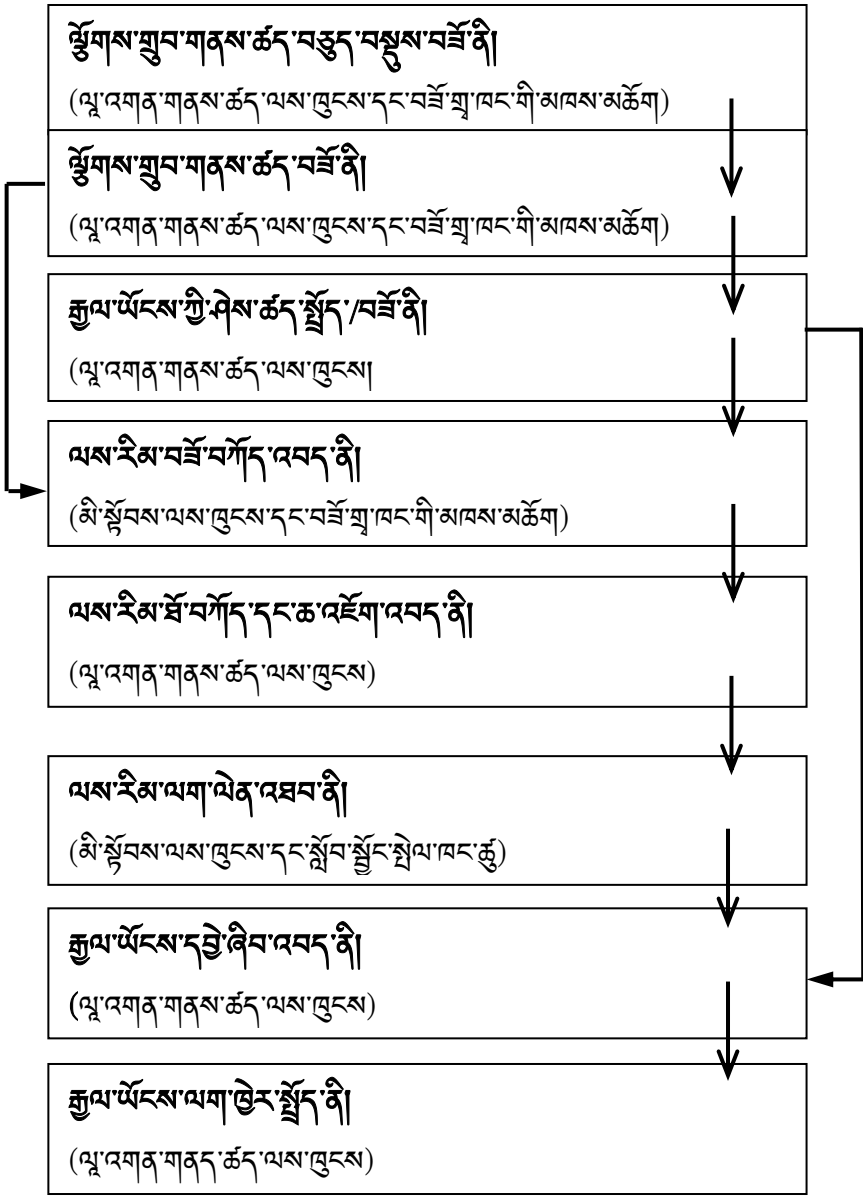 ལྕོགས་གྲུབ་གནས་ཚད་བཅུད་བསྡུས་བཟོ་ནི།
(ལཱ་འགན་གནས་ཚད་ལས་ཁུངས་དང་བཟོ་གྲྭ་ཁང་གི་མཁས་མཆོག)
ལྕོགས་གྲུབ་གནས་ཚད་བཟོ་ནི།
(ལཱ་འགན་གནས་ཚད་ལས་ཁུངས་དང་བཟོ་གྲྭ་ཁང་གི་མཁས་མཆོག)
རྒྱལ་ཡོངས་ཀྱི་ཤེས་ཚད་སྤྲོད་/བཟོ་ནི།
(ལཱ་འགན་གནས་ཚད་ལས་ཁུངས།
ལས་རིམ་བཟོ་བཀོད་འབད་ནི།
(མི་སྟོབས་ལས་ཁུངས་དང་བཟོ་གྲྭ་ཁང་གི་མཁས་མཆོག)
ལས་རིམ་ཐོ་བཀོད་དང་ཆ་འཇོག་འབད་ནི།
(ལཱ་འགན་གནས་ཚད་ལས་ཁུངས)
ལས་རིམ་ལག་ལེན་འཐབ་ནི།
(མི་སྟོབས་ལས་ཁུངས་དང་སློབ་སྦྱོང་སྤེལ་ཁང་ཚུ)
རྒྱལ་ཡོངས་དབྱེ་ཞིབ་འབད་ནི།
(ལཱ་འགན་གནས་ཚད་ལས་ཁུངས)
རྒྱལ་ཡོངས་ལག་ཁྱེར་སྤྲོད་ནི།
(ལཱ་འགན་གནད་ཚད་ལས་ཁུངས)